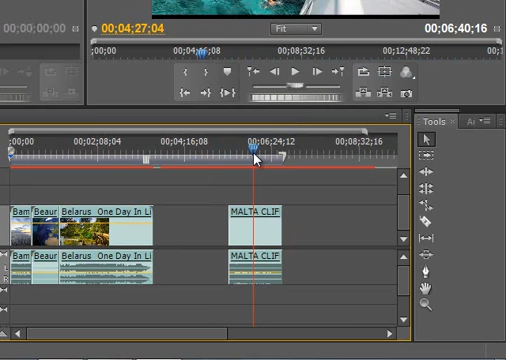 00;00;00;00
00;04;27;04
Fit
00;06;40;16
;00;00
00;04;16;08
00;08;32;16
00;12;48;22
00;1
Tools
;00;00
00;02;08;04
00;04;16;08
00;06;24;12
00;08;32;16
Bam
Beaur
Belarus
One Day In Li
MALTA CLIF
Bam
Beaur
Belarus
One Day In Li
MALTA CLIF
L
R